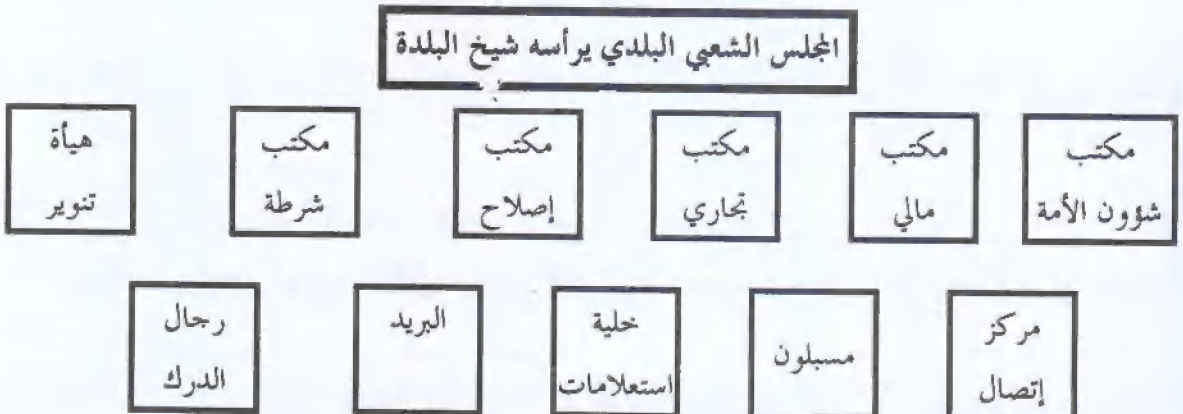 المجلس الشعبي البلدي يرأسه شيخ البلدة
مكتب
شؤون الأمة
مكتب
مالي
مكتب
تجاري
مكتب
إصلاح
مكتب
شرطة
هيأة
تنوير
مركز
إتصال
مسبلون
خلية
استعلامات
البريد
رجال
الدرك